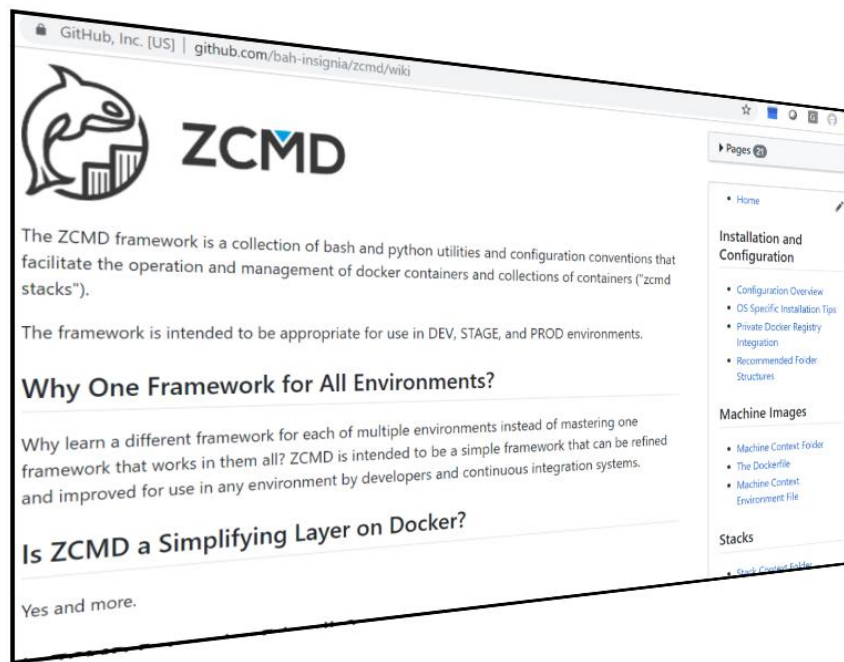 GitHub, Inc. [US] | github.com/bah-insignia/zcmd/wiki
ZCMD
The ZCMD framework is a collection of bash and python utilities and configuration conventions that
facilitate the operation and management of docker containers and collections of containers ("zcmd
stacks").
The framework is intended to be appropriate for use in DEV, STAGE, and PROD environments.
Why One Framework for All Environments?
Why learn a different framework for each of multiple environments instead of mastering one
framework that works in them all? ZCMD is intended to be a simple framework that can be refined
and improved for use in any environment by developers and continuous integration systems.
Is ZCMD a Simplifying Layer on Docker?
Yes and more.
Pages 21
Home
Installation and
Configuration
Configuration Overview
OS Specific Installation Tips
Private Docker Registry
Integration
Recommended Folder
Structures
Machine Images
Machine Context Folder
The Dockerfile
Machine Context
Environment File
Stacks
Stack Context Folder